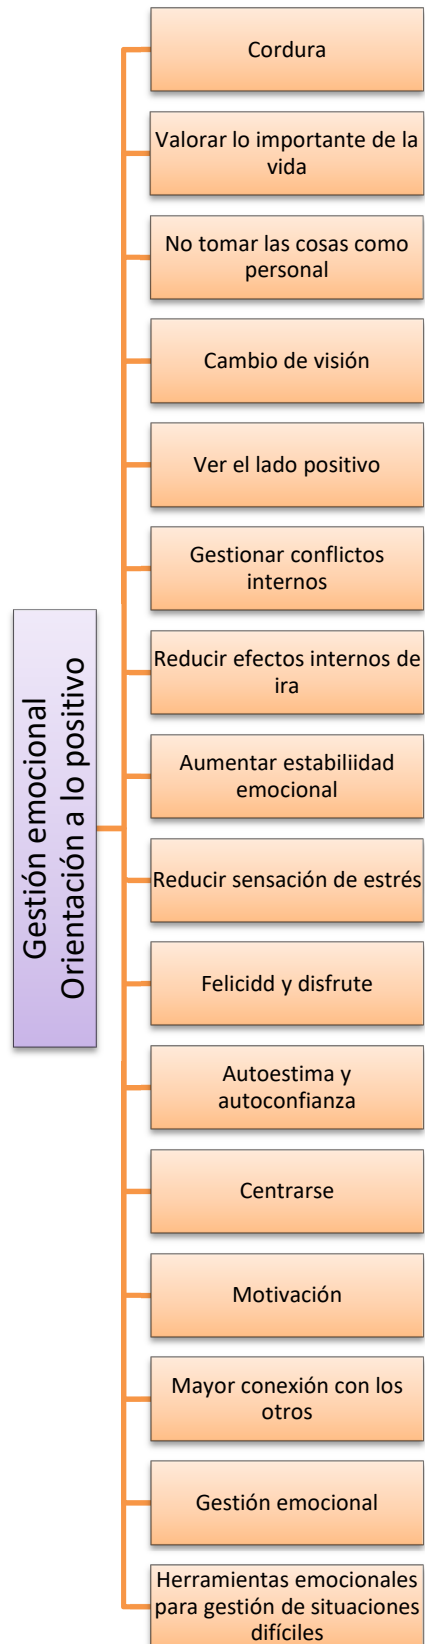 Gestión emocional
Orientación a lo positivo
Cordura
Valorar lo importante de la
vida
No tomar las cosas como
personal
Cambio de visión
Ver el lado positivo
Gestionar conflictos
internos
Reducir efectos internos de
ira
Aumentar estabiliidad
emocional
Reducir sensación de estrés
Felicidd y disfrute
Autoestima y
autoconfianza
Centrarse
Motivación
Mayor conexión con los
otros
Gestión emocional
Herramientas emocionales
para gestión de situaciones
difíciles